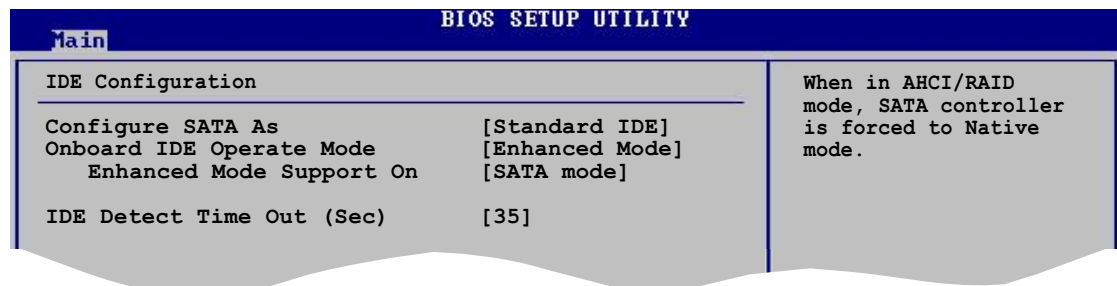 BIOS SETUP UTILITY
Main
IDE Configuration
Configure SATA As [Standard IDE]
Onboard IDE Operate Mode [Enhanced Mode]
Enhanced Mode Support On [SATA mode]
IDE Detect Time Out (Sec) [35]
When in AHCI/RAID
mode, SATA controller
is forced to Native
mode.